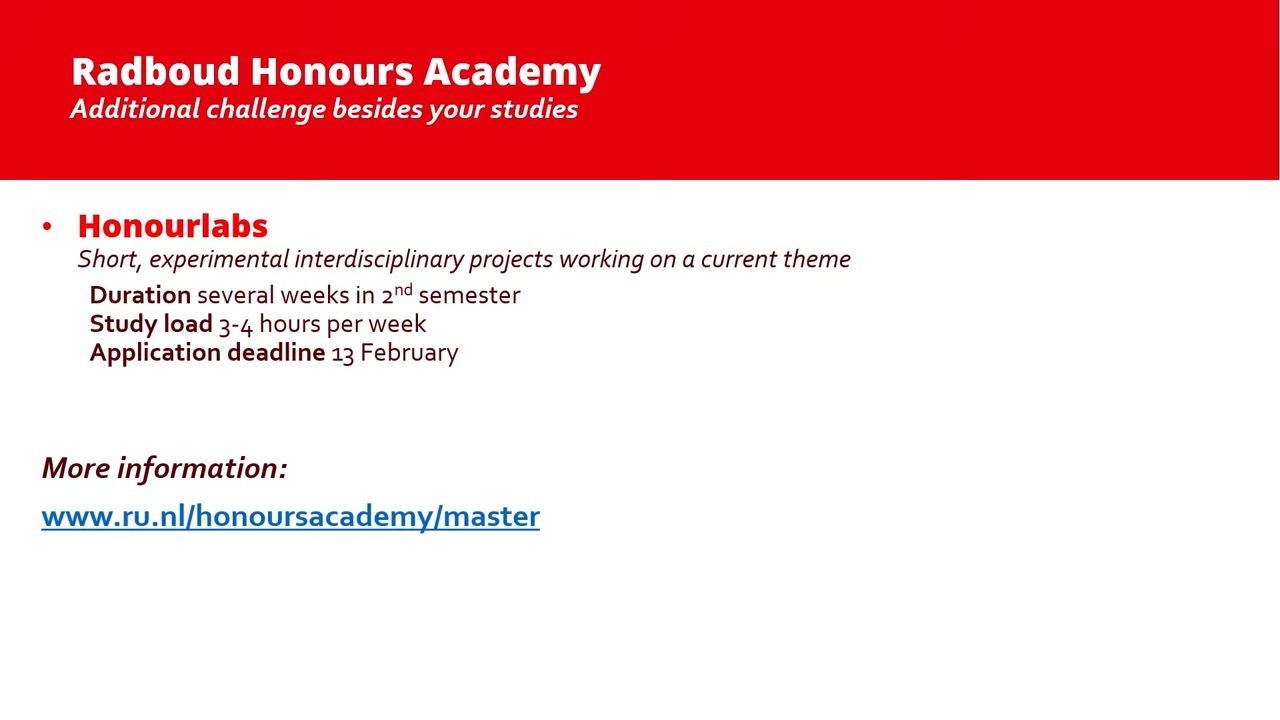 Radboud Honours Academy
Additional challenge besides your studies
• Honourlabs
Short, experimental interdisciplinary projects working on a current theme
Duration several weeks in 2nd semester
Study load 3-4 hours per week
Application deadline 13 February
More information:
www.ru.nl/honoursacademy/master